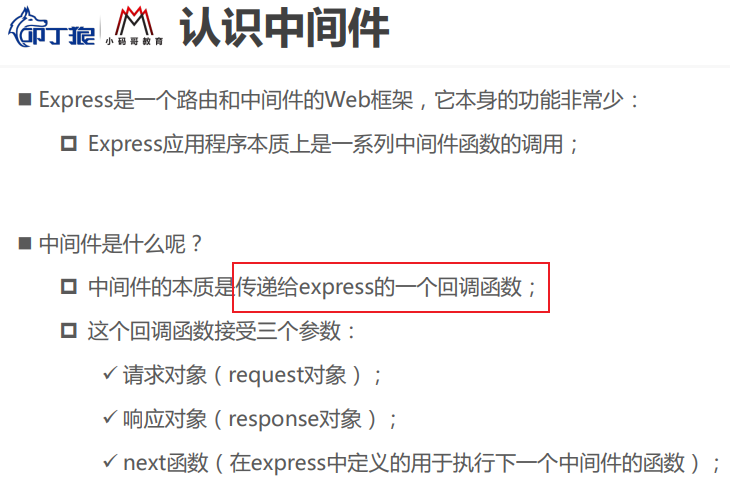 叩丁狼 小码哥教育 认识中间件
■ Express是一个路由和中间件的Web框架，它本身的功能非常少：
Express应用程序本质上是一系列中间件函数的调用；
■ 中间件是什么呢？
中间件的本质是传递给express的一个回调函数；
这个回调函数接受三个参数：
✓ 请求对象（request对象）；
✓ 响应对象（response对象）；
✓ next函数（在express中定义的用于执行下一个中间件的函数）；